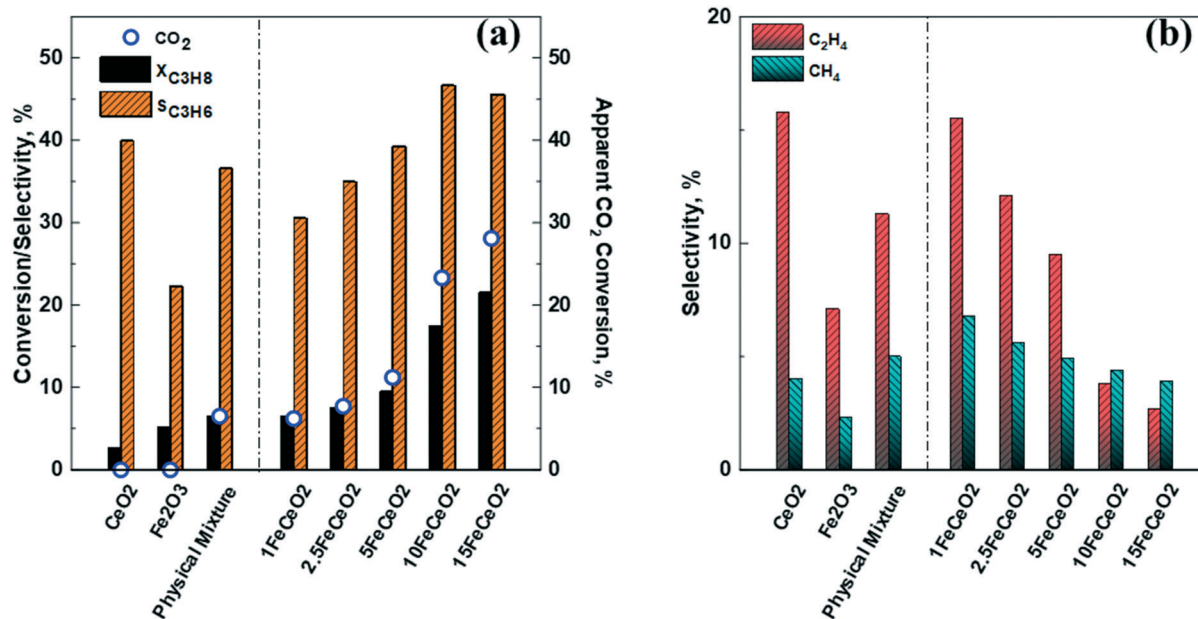 (a)
CO2
XC3H8
SC3H6
Conversion/Selectivity, %
50
40
30
20
10
0
50
40
30
20
10
0
Apparent CO2 Conversion, %
CeO2
Fe2O3
Physical Mixture
1FeCeO2
2.5FeCeO2
5FeCeO2
10FeCeO2
15FeCeO2
(b)
C2H4
CH4
Selectivity, %
20
10
0
CeO2
Fe2O3
Physical Mixture
1FeCeO2
2.5FeCeO2
5FeCeO2
10FeCeO2
15FeCeO2